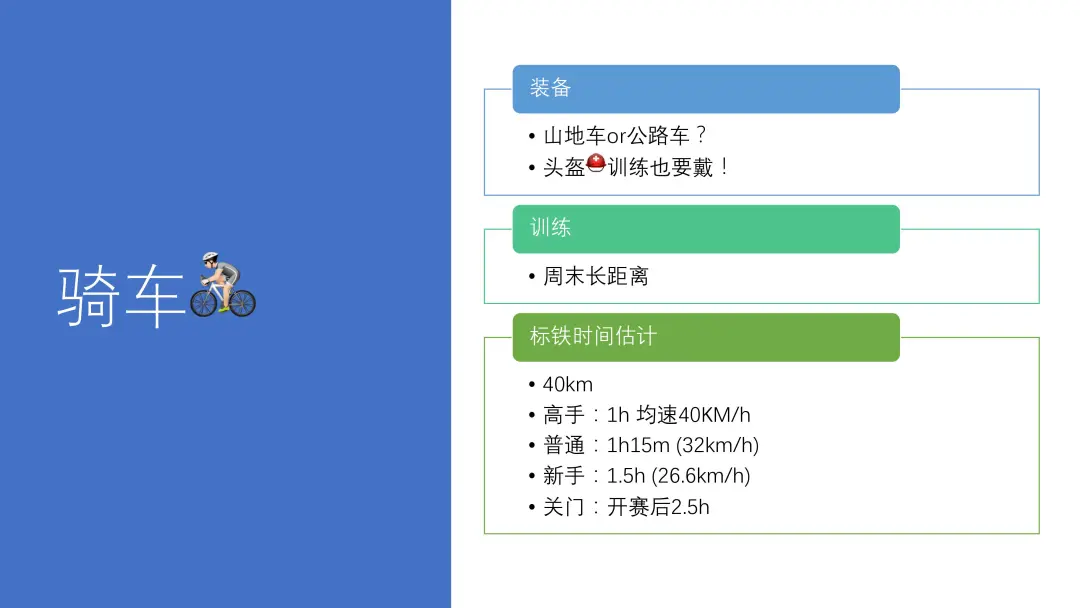 骑车🚴
装备
• 山地车or公路车？
• 头盔⛑训练也要戴！
训练
• 周末长距离
标铁时间估计
• 40km
• 高手：1h 均速40KM/h
• 普通：1h15m (32km/h)
• 新手：1.5h (26.6km/h)
• 关门：开赛后2.5h